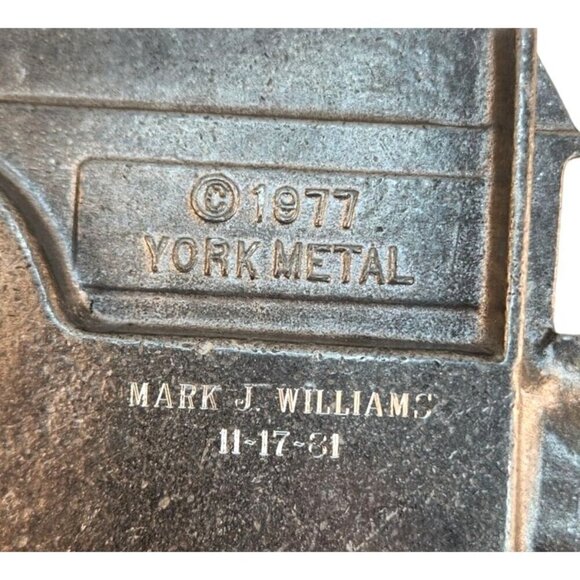 ©1977
YORK METAL
MARK J. WILLIAMS
11-17-81